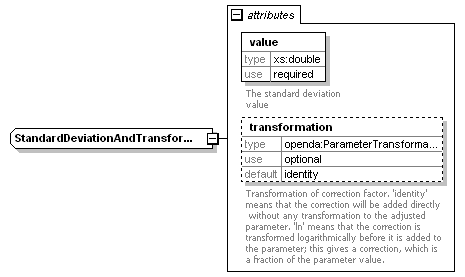 attributes
value
type xs:double
use required
The standard deviation
value
StandardDeviationAndTransfor...
transformation
type openda:ParameterTransforma...
use optional
default identity
Transformation of correction factor. 'identity'
means that the correction will be added directly
without any transformation to the adjusted
parameter. 'ln' means that the correction is
transformed logarithmically before it is added to
the parameter; this gives a correction, which is
a fraction of the parameter value.